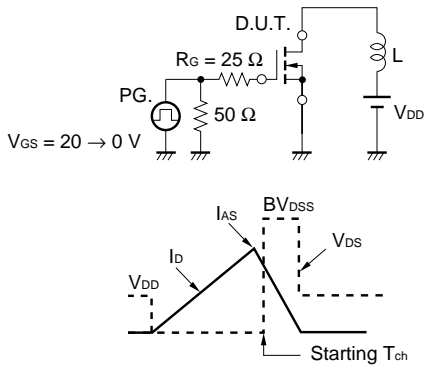 D.U.T.
RG = 25 Ω
L
PG.
50 Ω
VDD
VGS = 20 → 0 V
BVDSS
IAS
ID
VDS
VDD
Starting Tch